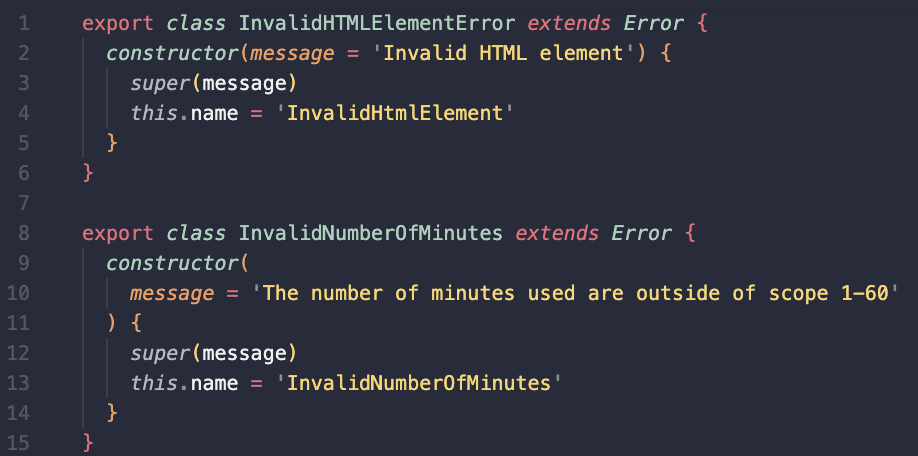 1 export class InvalidHTMLElementError extends Error {
2 constructor(message = 'Invalid HTML element') {
3 super(message)
4 this.name = 'InvalidHtmlElement'
5 }
6 }
7
8 export class InvalidNumberOfMinutes extends Error {
9 constructor(
10 message = 'The number of minutes used are outside of scope 1-60'
11 ) {
12 super(message)
13 this.name = 'InvalidNumberOfMinutes'
14 }
15 }